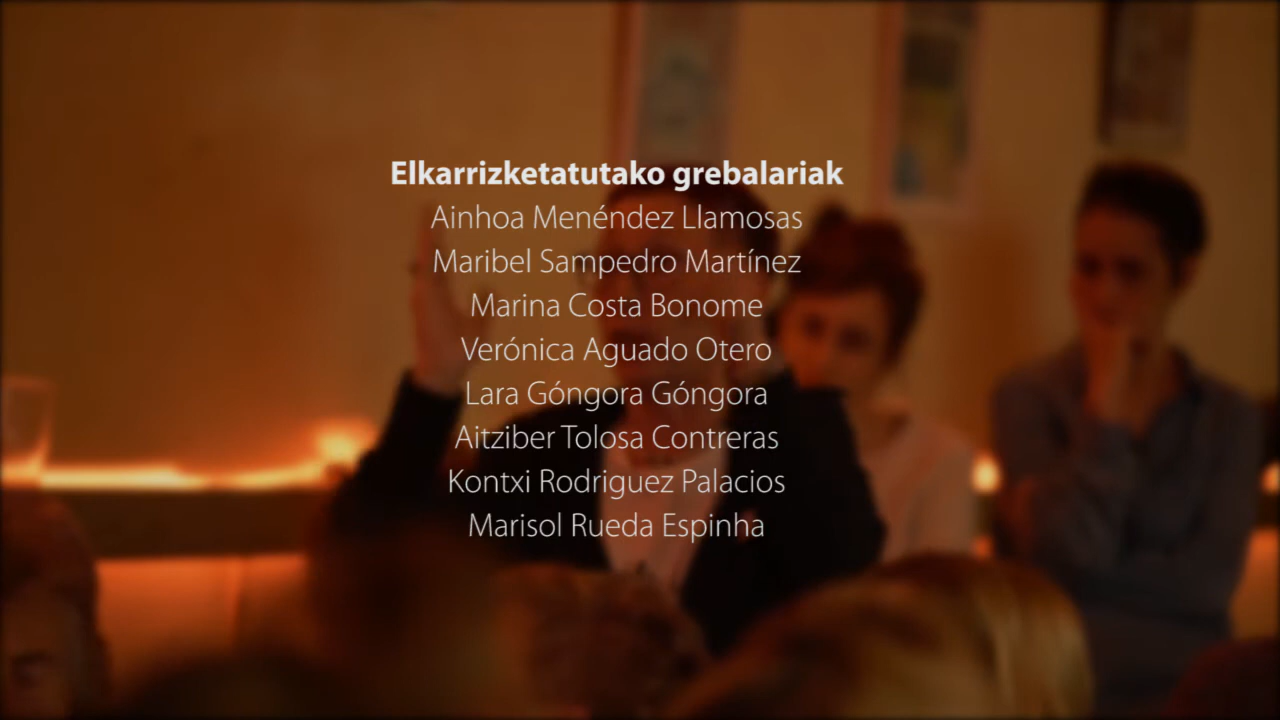 Elkarrizketatutako grebalariak
Ainhoa Menéndez Llamosas
Maribel Sampedro Martínez
Marina Costa Bonome
Verónica Aguado Otero
Lara Góngora Góngora
Aitziber Tolosa Contreras
Kontxi Rodriguez Palacios
Marisol Rueda Espinha